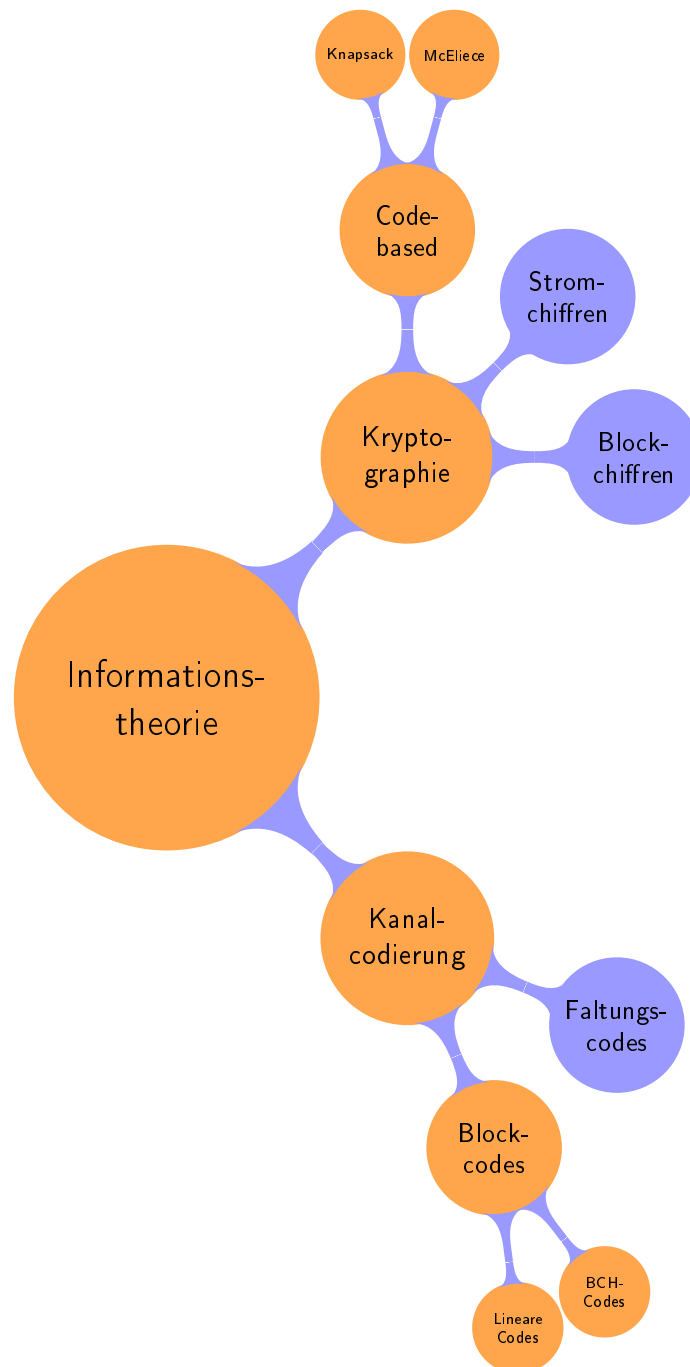 Knapsack
McEliece
Code-
based
Strom-
chiffren
Krypto-
graphie
Block-
chiffren
Informations-
theorie
Kanal-
codierung
Faltungs-
codes
Block-
codes
BCH-
Codes
Lineare
Codes